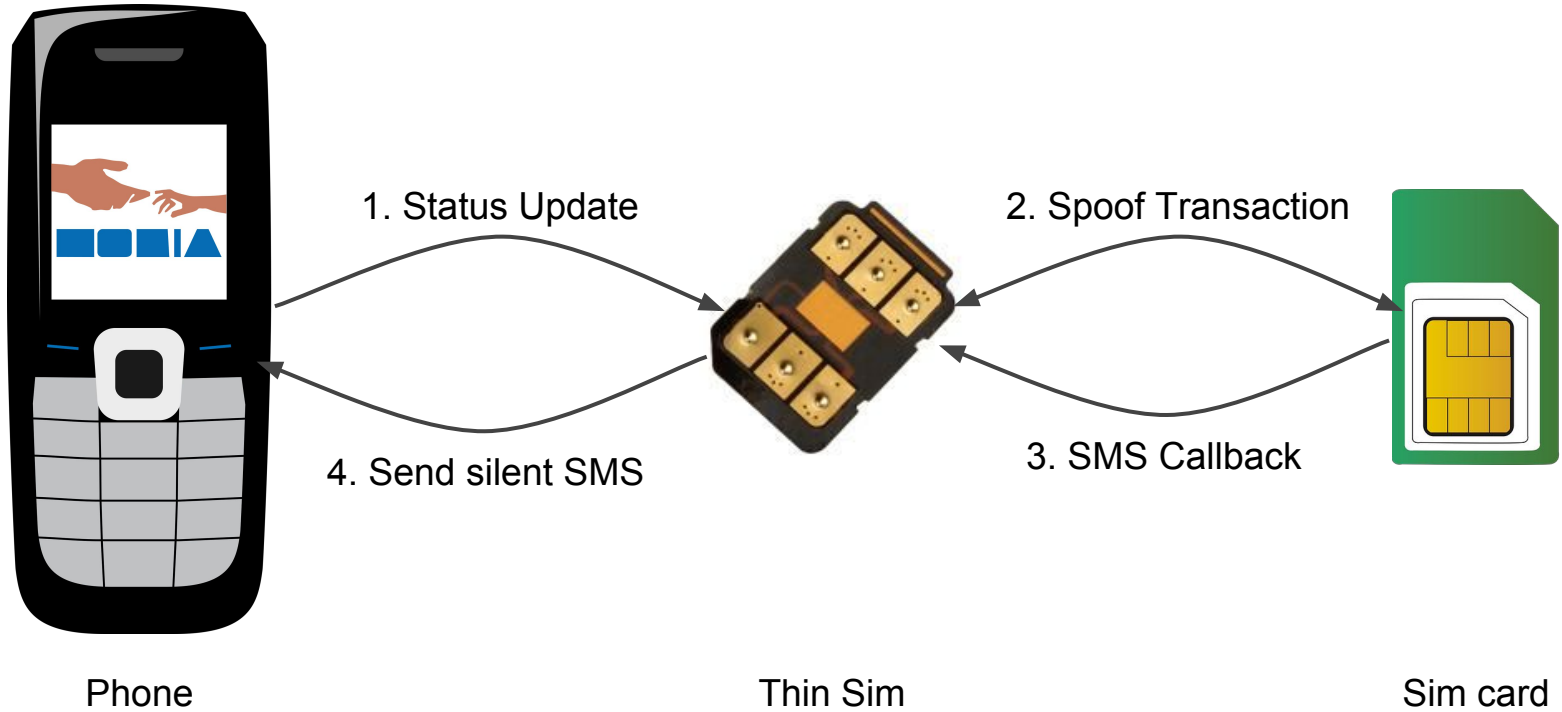 1. Status Update
2. Spoof Transaction
4. Send silent SMS
3. SMS Callback
Phone
Thin Sim
Sim card